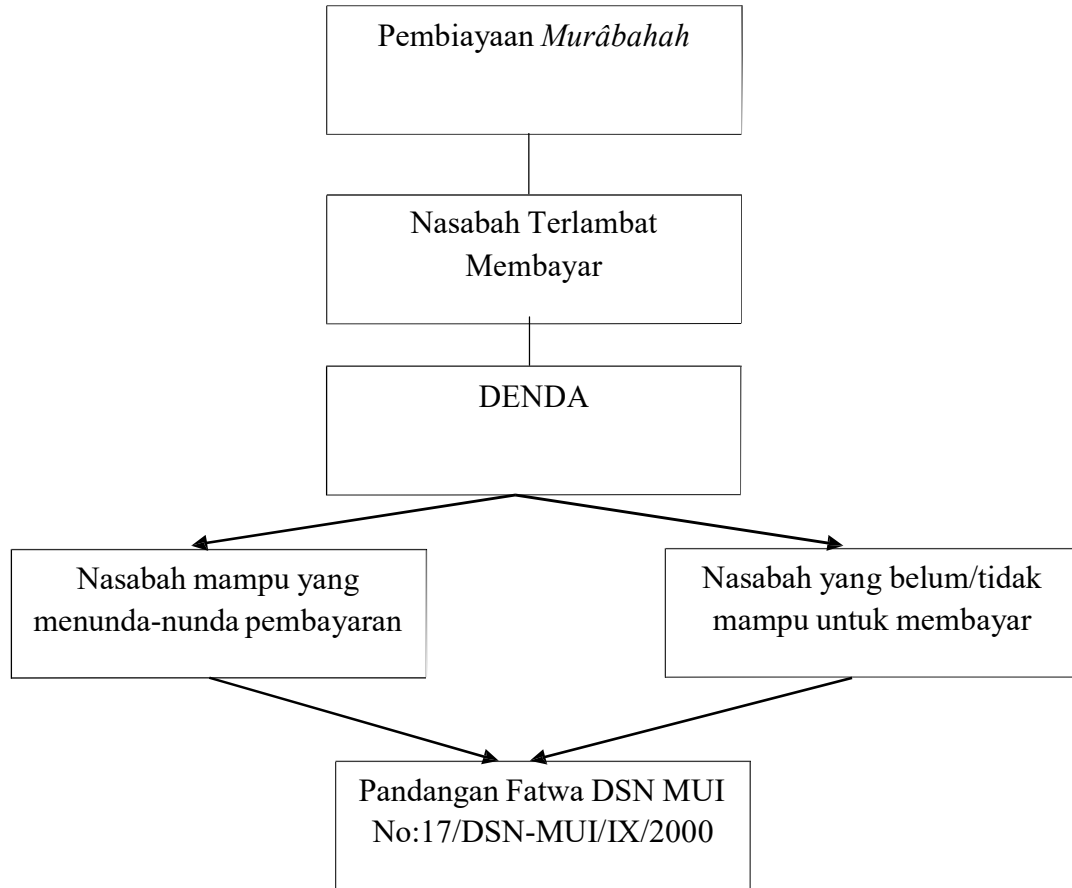 Pembiayaan Murâbahah
Nasabah Terlambat
Membayar
DENDA
Nasabah mampu yang
menunda-nunda pembayaran
Nasabah yang belum/tidak
mampu untuk membayar
Pandangan Fatwa DSN MUI
No:17/DSN-MUI/IX/2000